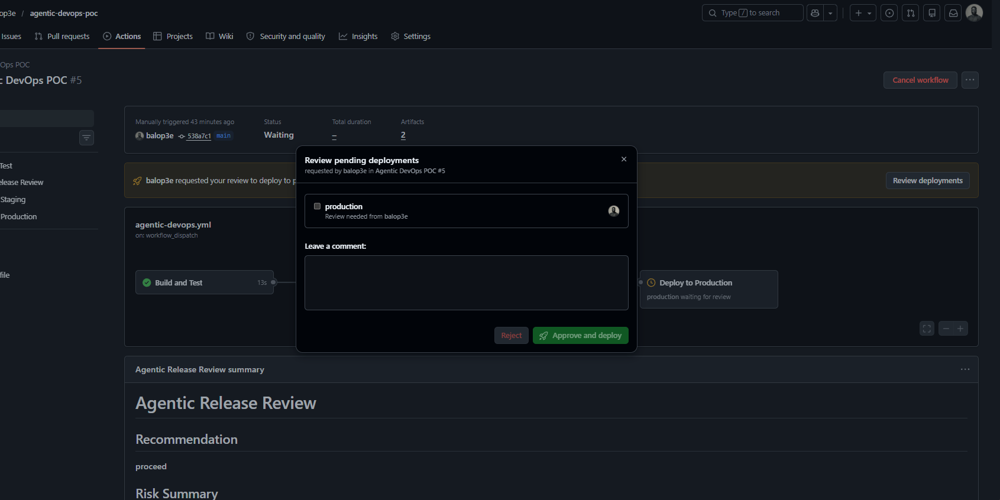 op3e / agentic-devops-poc
Type / to search
Issues Pull requests Actions Projects Wiki Security and quality Insights Settings
Ops POC
c DevOps POC #5
Cancel workflow
Manually triggered 43 minutes ago Status Total duration Artifacts
balop3e 538a7c1 main Waiting – 2
Test
elease Review
Staging
Production
file
balop3e requested your review to deploy to p
Review deployments
Review pending deployments
requested by balop3e in Agentic DevOps POC #5
production
Review needed from balop3e
Leave a comment:
Reject Approve and deploy
agentic-devops.yml
on: workflow_dispatch
Build and Test 13s
Deploy to Production
production waiting for review
Agentic Release Review summary
Agentic Release Review
Recommendation
proceed
Risk Summary